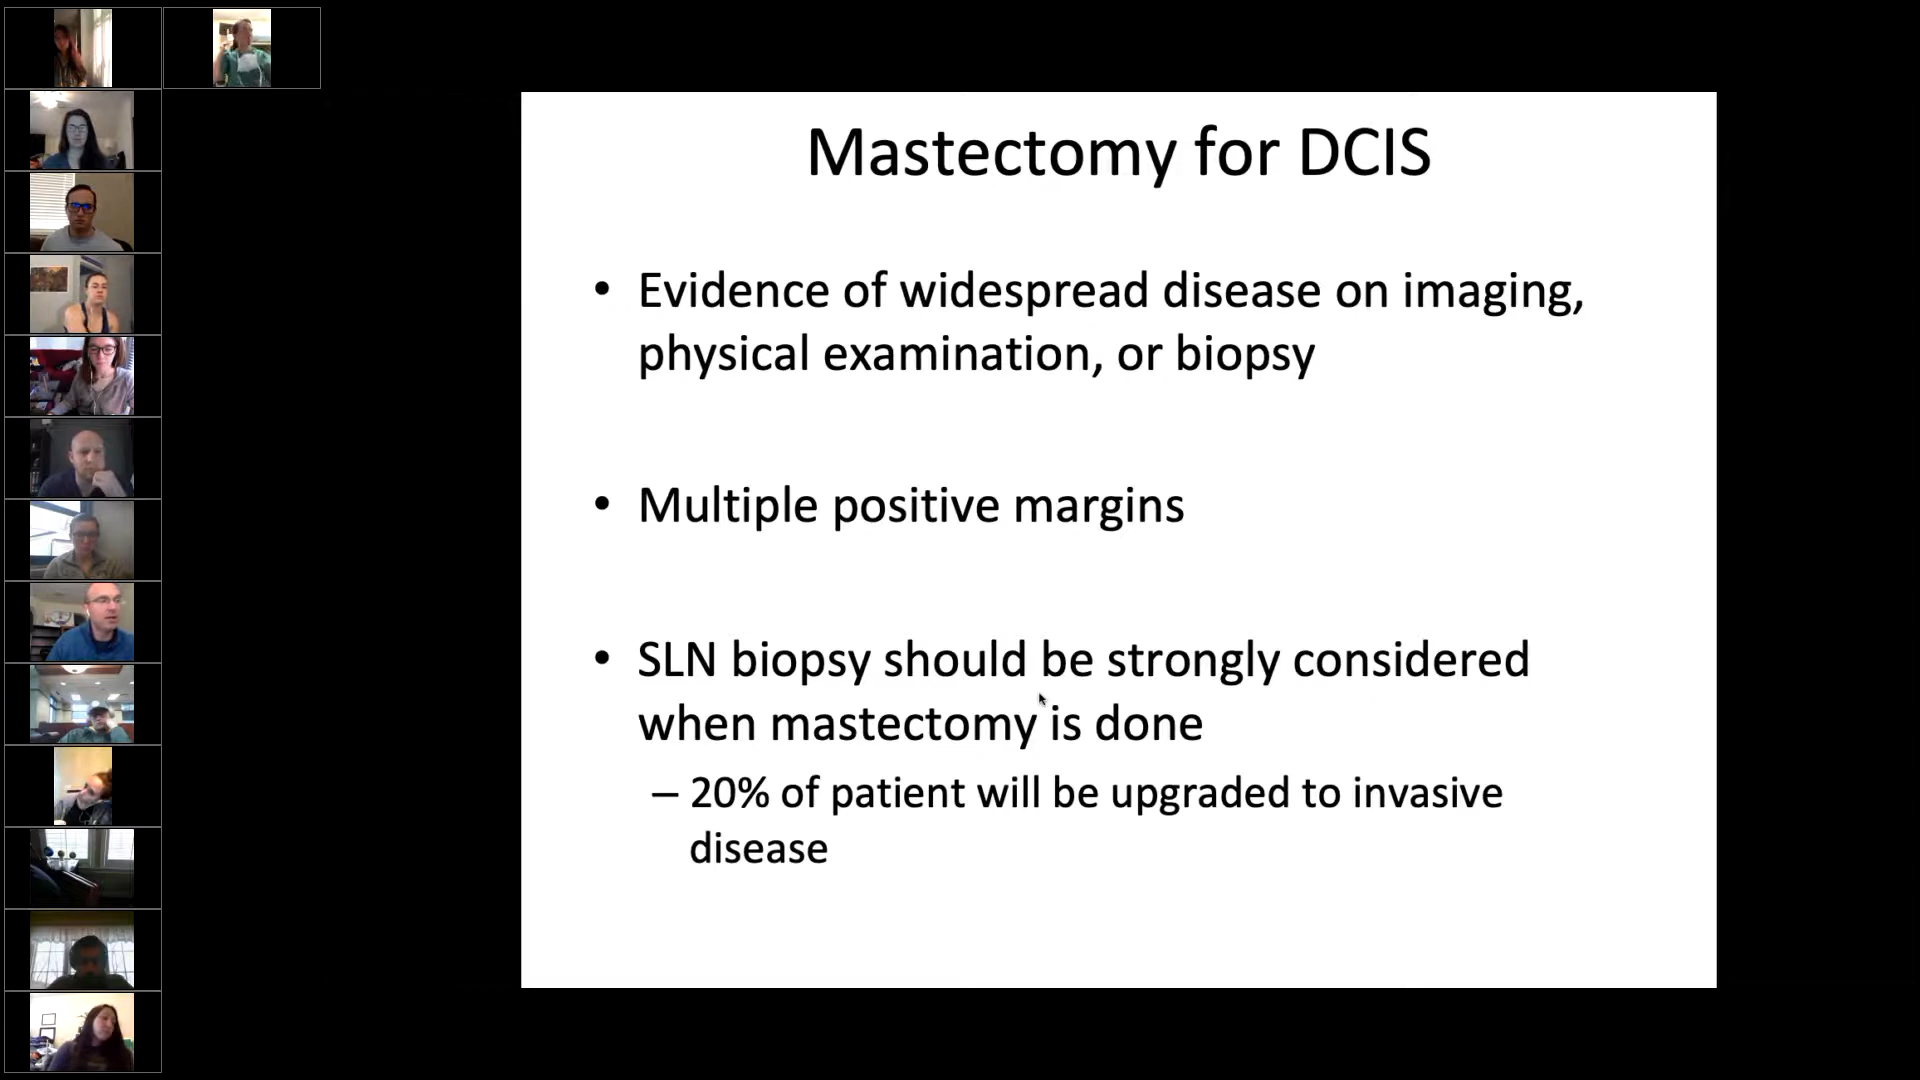 Mastectomy for DCIS
• Evidence of widespread disease on imaging,
physical examination, or biopsy
• Multiple positive margins
• SLN biopsy should be strongly considered
when mastectomy is done
– 20% of patient will be upgraded to invasive
disease